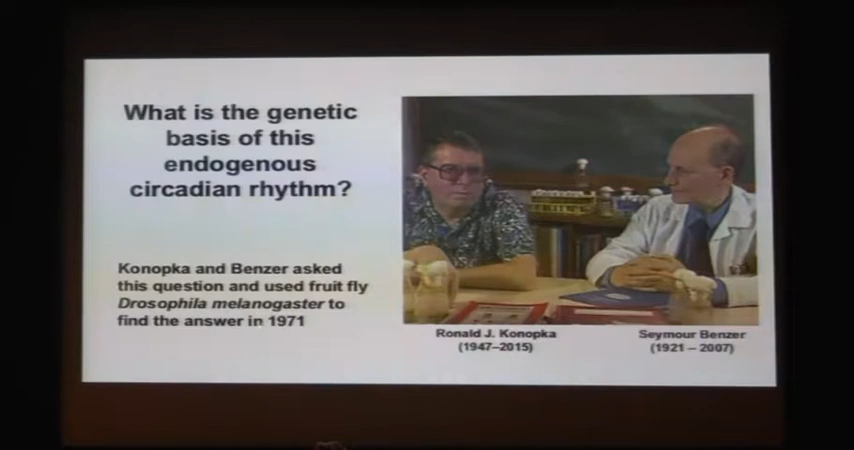 What is the genetic
basis of this
endogenous
circadian rhythm?
Konopka and Benzer asked
this question and used fruit fly
Drosophila melanogaster to
find the answer in 1971
Ronald J. Konopka
(1947–2015)
Seymour Benzer
(1921 – 2007)